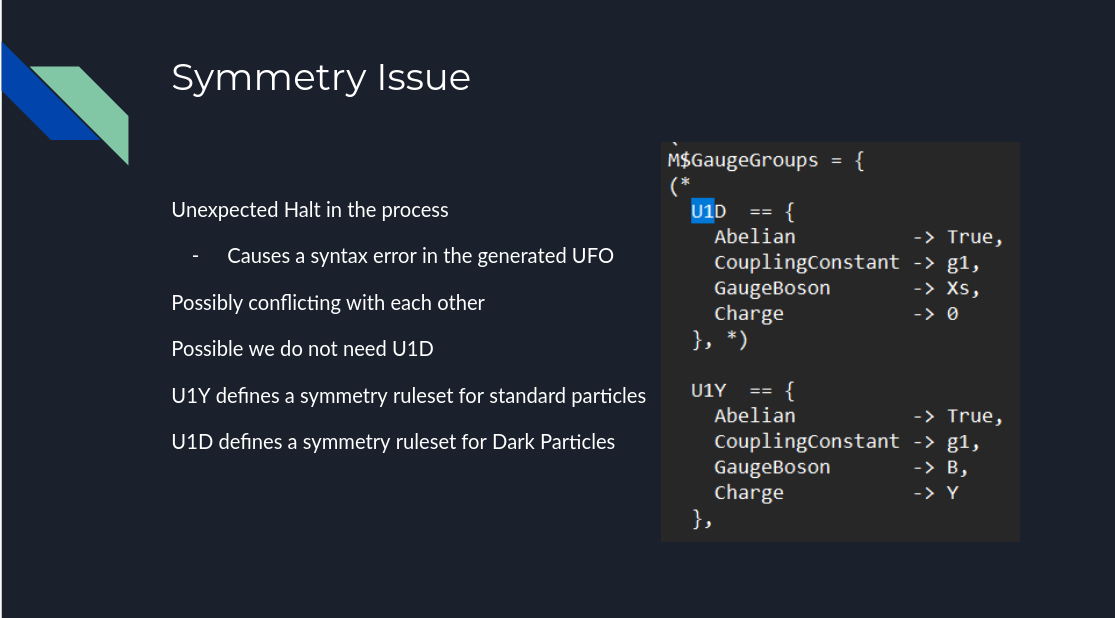 Symmetry Issue
Unexpected Halt in the process
- Causes a syntax error in the generated UFO
Possibly conflicting with each other
Possible we do not need U1D
U1Y defines a symmetry ruleset for standard particles
U1D defines a symmetry ruleset for Dark Particles
M$GaugeGroups = {
(*
U1D == {
Abelian -> True,
CouplingConstant -> g1,
GaugeBoson -> Xs,
Charge -> 0
}, *)
U1Y == {
Abelian -> True,
CouplingConstant -> g1,
GaugeBoson -> B,
Charge -> Y
},